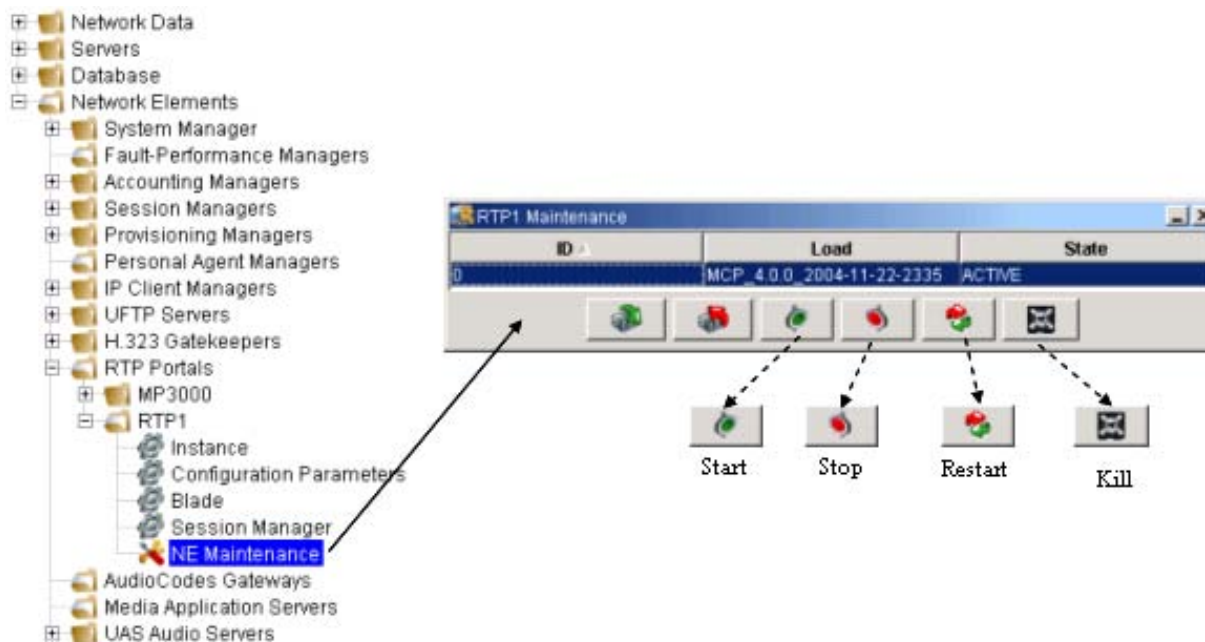 Network Data
Servers
Database
Network Elements
System Manager
Fault-Performance Managers
Accounting Managers
Session Managers
Provisioning Managers
Personal Agent Managers
IP Client Managers
UFTP Servers
H.323 Gatekeepers
RTP Portals
MP3000
RTP1
Instance
Configuration Parameters
Blade
Session Manager
NE Maintenance
AudioCodes Gateways
Media Application Servers
UAS Audio Servers
RTP1 Maintenance
ID Load State
0 MCP_4.0.0_2004-11-22-2335 ACTIVE
Start Stop Restart Kill